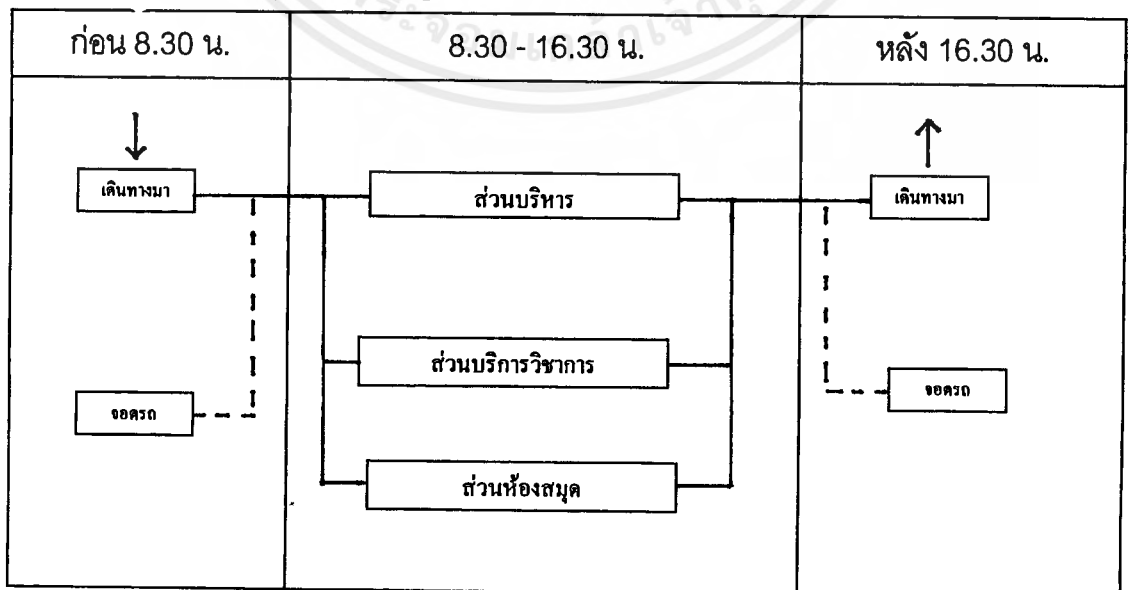 ก่อน 8.30 น.
8.30 - 16.30 น.
หลัง 16.30 น.
เดินทางมา
ส่วนบริหาร
เดินทางมา
ส่วนบริการวิชาการ
จอดรถ
จอดรถ
ส่วนห้องสมุด